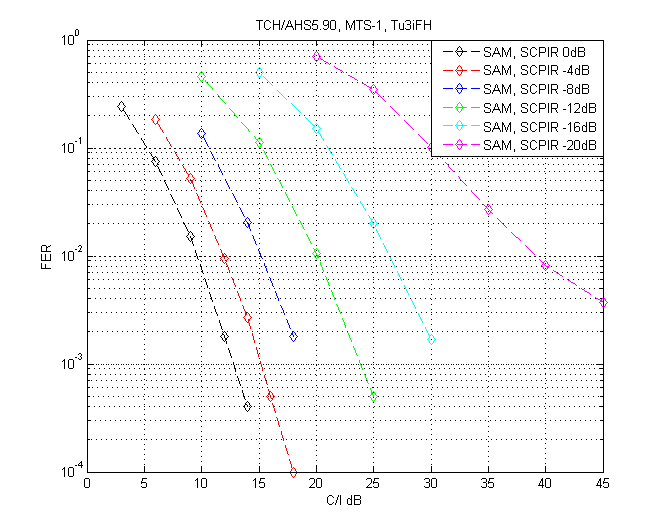 TCH/AHS5.90, MTS-1, Tu3iFH
10^0
10^-1
10^-2
10^-3
10^-4
FER
SAM, SCPIR 0dB
SAM, SCPIR -4dB
SAM, SCPIR -8dB
SAM, SCPIR -12dB
SAM, SCPIR -16dB
SAM, SCPIR -20dB
0 5 10 15 20 25 30 35 40 45
C/I dB